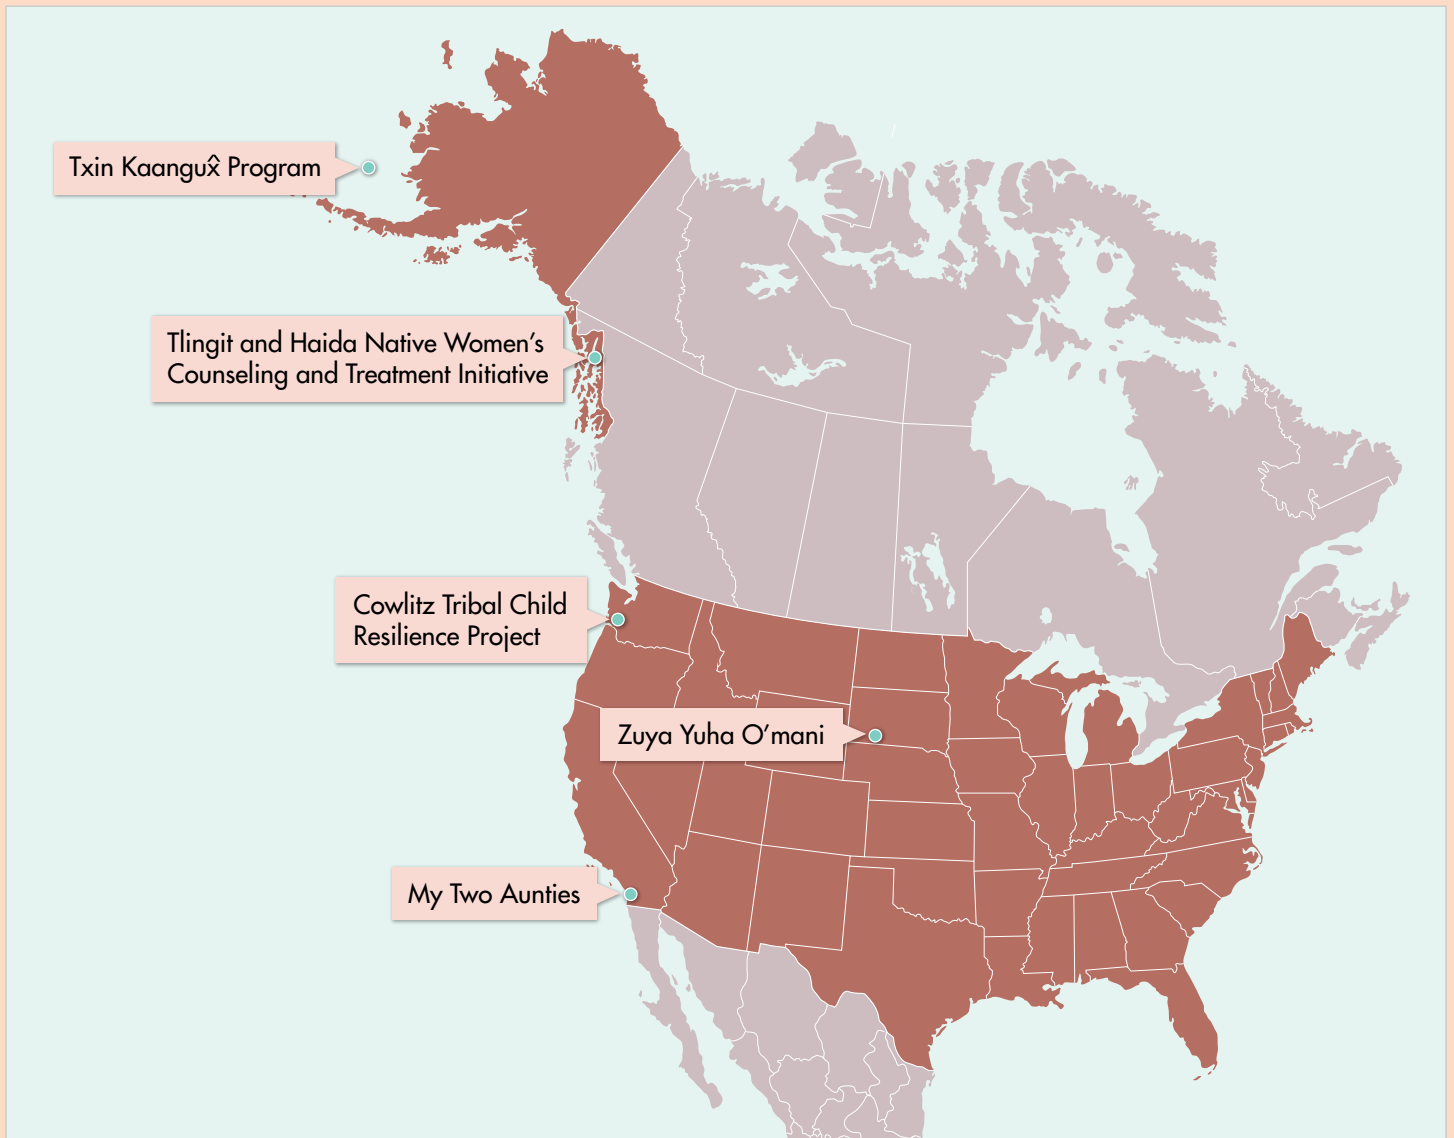 Txin Kaangux̂ Program
Tlingit and Haida Native Women’s
Counseling and Treatment Initiative
Cowlitz Tribal Child
Resilience Project
Zuya Yuha O’mani
My Two Aunties